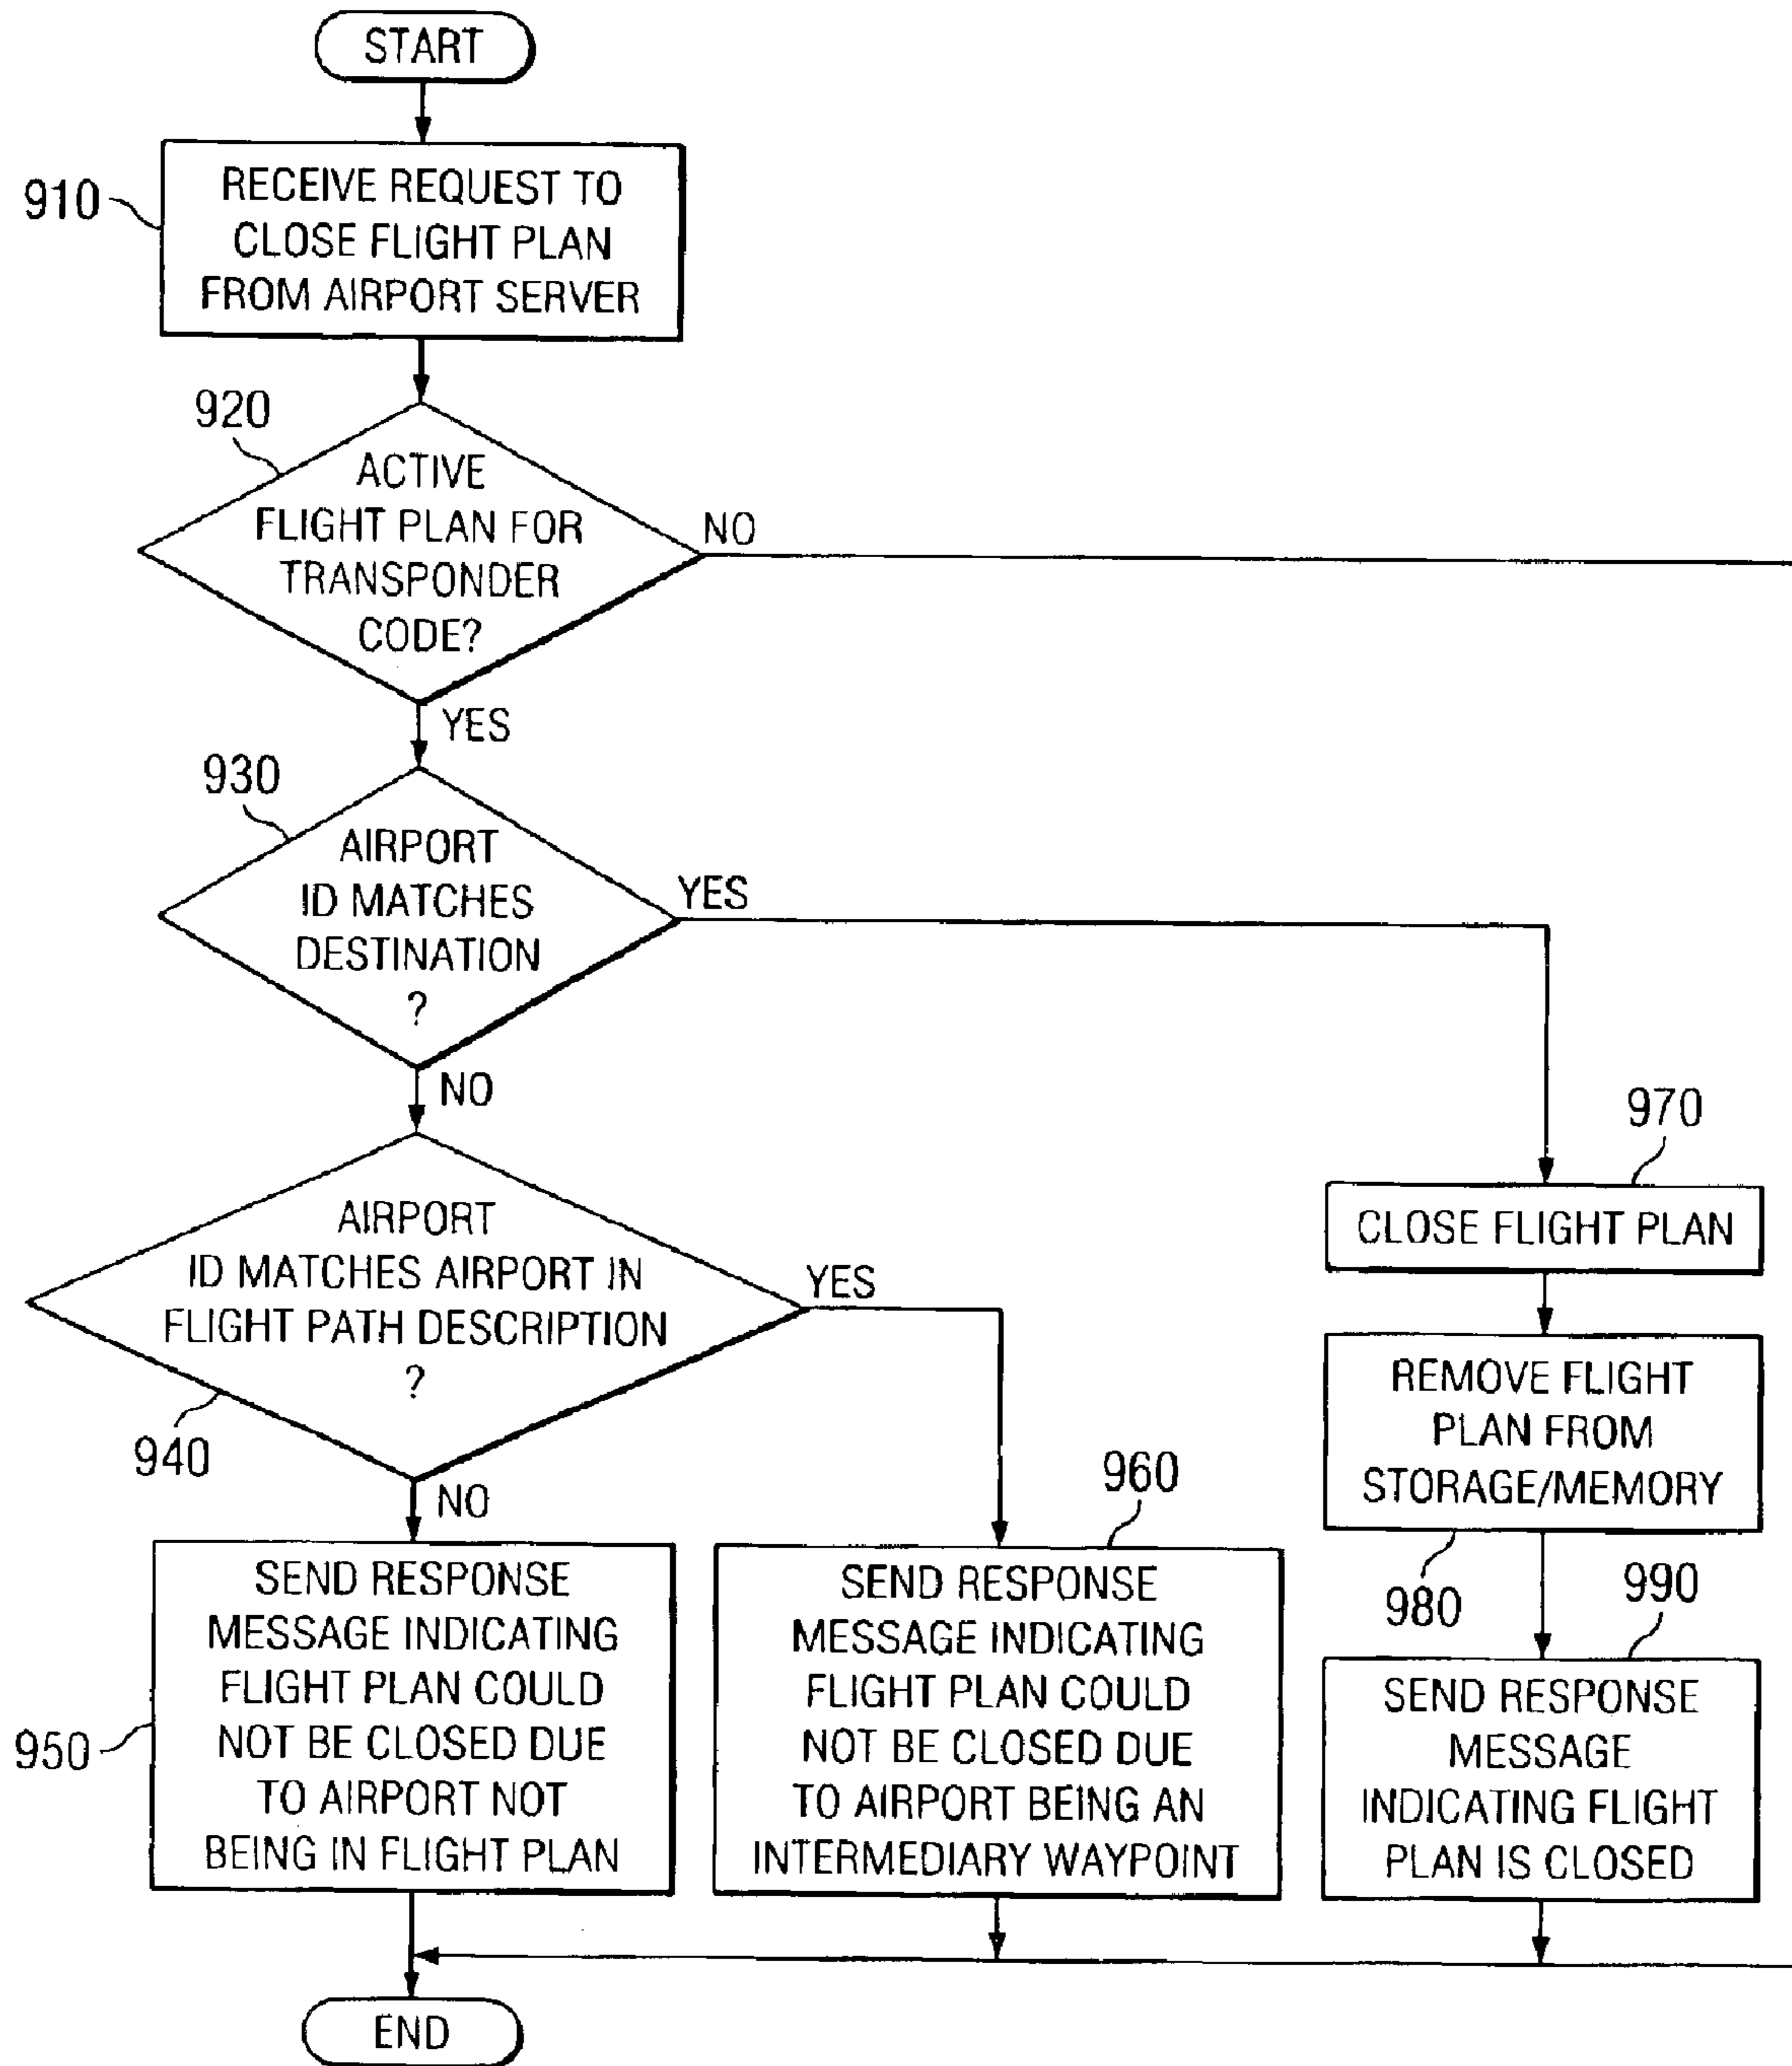 START
910
RECEIVE REQUEST TO
CLOSE FLIGHT PLAN
FROM AIRPORT SERVER
920
ACTIVE
FLIGHT PLAN FOR
TRANSPONDER
CODE?
NO
YES
930
AIRPORT
ID MATCHES
DESTINATION
?
YES
NO
AIRPORT
ID MATCHES AIRPORT IN
FLIGHT PATH DESCRIPTION
?
YES
940
NO
970
CLOSE FLIGHT PLAN
REMOVE FLIGHT
PLAN FROM
STORAGE/MEMORY
980
950
SEND RESPONSE
MESSAGE INDICATING
FLIGHT PLAN COULD
NOT BE CLOSED DUE
TO AIRPORT NOT
BEING IN FLIGHT PLAN
960
SEND RESPONSE
MESSAGE INDICATING
FLIGHT PLAN COULD
NOT BE CLOSED DUE
TO AIRPORT BEING AN
INTERMEDIARY WAYPOINT
990
SEND RESPONSE
MESSAGE
INDICATING FLIGHT
PLAN IS CLOSED
END